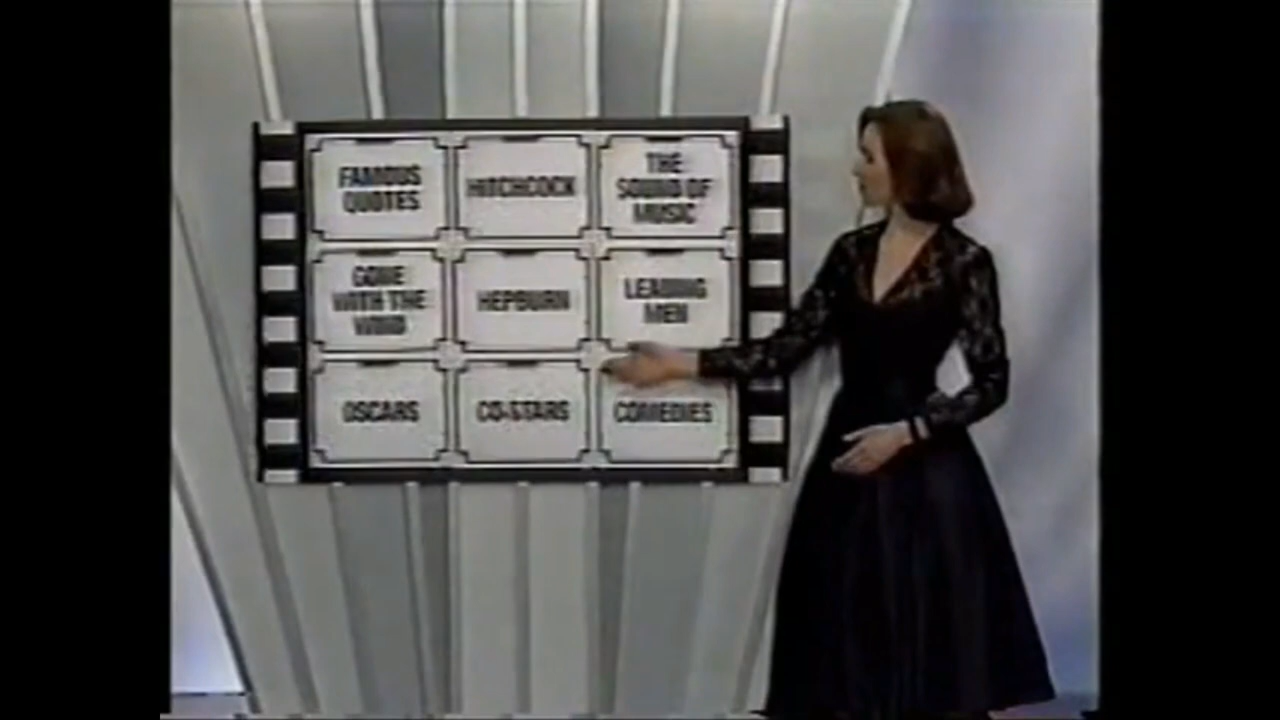 FAMOUS
QUOTES
HITCHCOCK
THE
SOUND OF
MUSIC
GONE
WITH THE
WIND
HEPBURN
LEADING
MEN
OSCARS
CO-STARS
COMEDIES